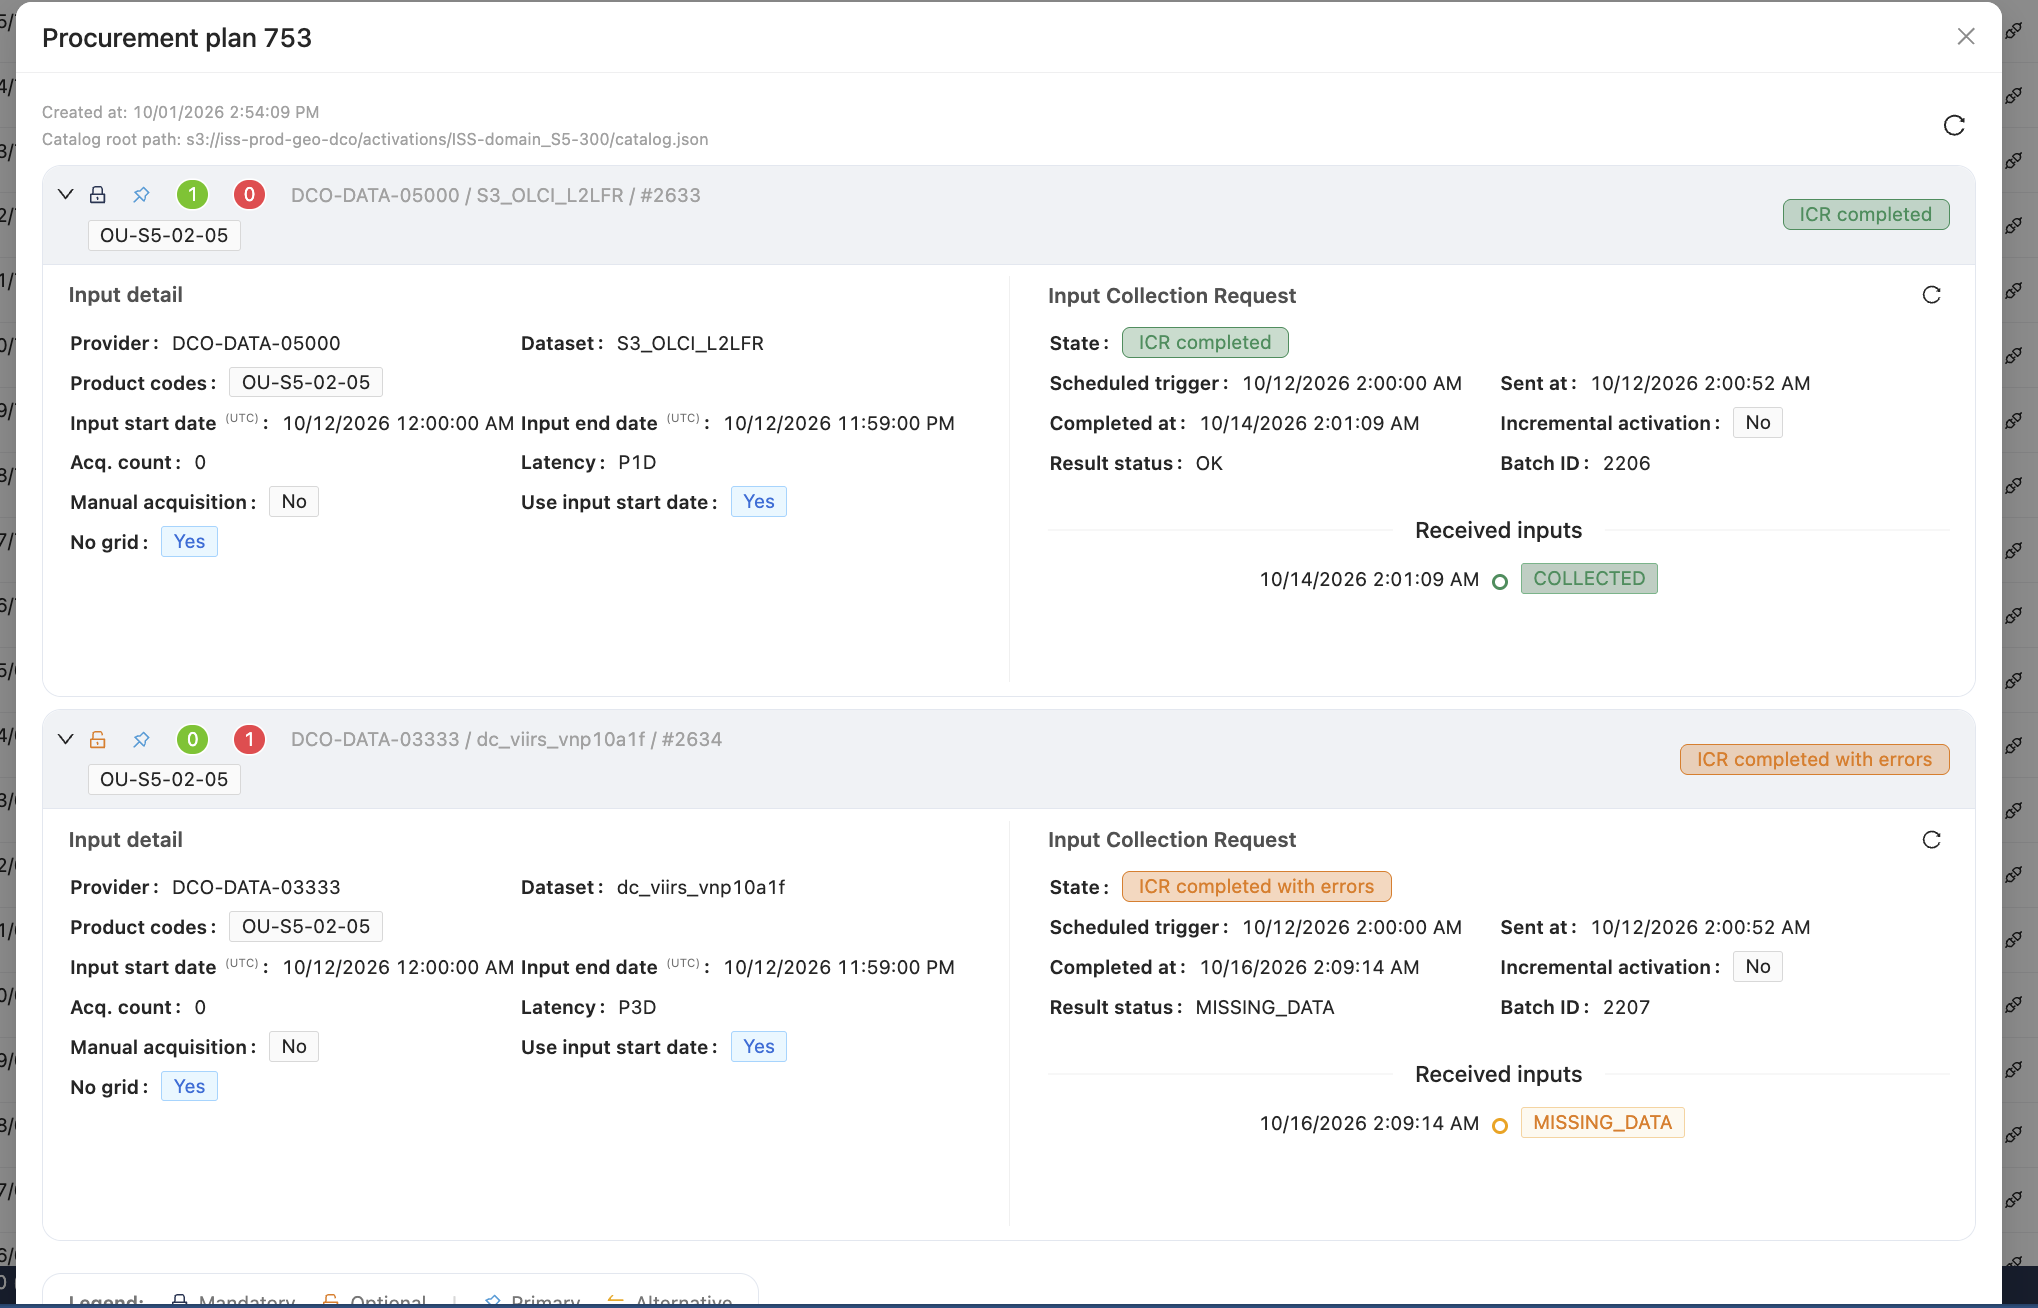 Procurement plan 753
Created at: 10/01/2026 2:54:09 PM
Catalog root path: s3://iss-prod-geo-dco/activations/ISS-domain_S5-300/catalog.json
1 0 DCO-DATA-05000 / S3_OLCI_L2LFR / #2633
OU-S5-02-05
ICR completed
Input detail
Provider: DCO-DATA-05000 Dataset: S3_OLCI_L2LFR
Product codes: OU-S5-02-05
Input start date (UTC): 10/12/2026 12:00:00 AM Input end date (UTC): 10/12/2026 11:59:00 PM
Acq. count: 0 Latency: P1D
Manual acquisition: No Use input start date: Yes
No grid: Yes
Input Collection Request
State: ICR completed
Scheduled trigger: 10/12/2026 2:00:00 AM Sent at: 10/12/2026 2:00:52 AM
Completed at: 10/14/2026 2:01:09 AM Incremental activation: No
Result status: OK Batch ID: 2206
Received inputs
10/14/2026 2:01:09 AM COLLECTED
0 1 DCO-DATA-03333 / dc_viirs_vnp10a1f / #2634
OU-S5-02-05
ICR completed with errors
Input detail
Provider: DCO-DATA-03333 Dataset: dc_viirs_vnp10a1f
Product codes: OU-S5-02-05
Input start date (UTC): 10/12/2026 12:00:00 AM Input end date (UTC): 10/12/2026 11:59:00 PM
Acq. count: 0 Latency: P3D
Manual acquisition: No Use input start date: Yes
No grid: Yes
Input Collection Request
State: ICR completed with errors
Scheduled trigger: 10/12/2026 2:00:00 AM Sent at: 10/12/2026 2:00:52 AM
Completed at: 10/16/2026 2:09:14 AM Incremental activation: No
Result status: MISSING_DATA Batch ID: 2207
Received inputs
10/16/2026 2:09:14 AM MISSING_DATA
Legend: Mandatory Optional | Primary Alternative